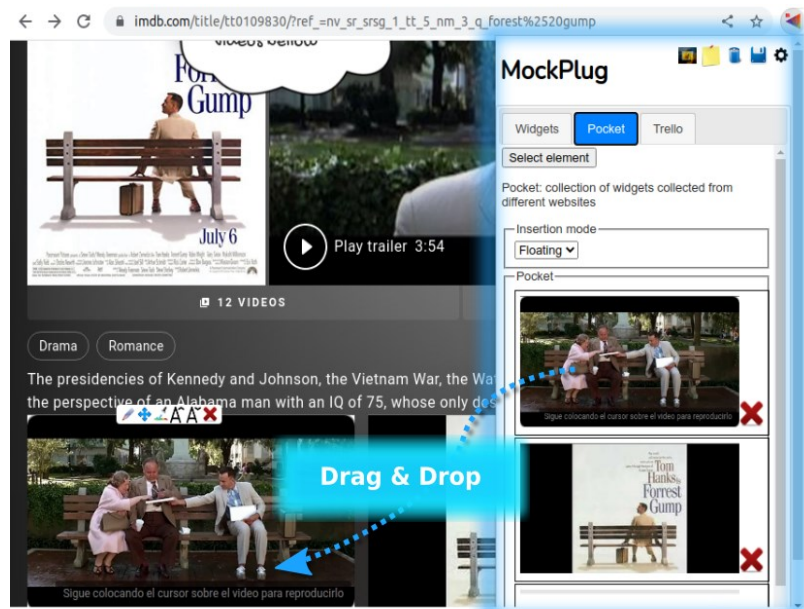 imdb.com/title/tt0109830/?ref_=nv_sr_srsg_1_tt_5_nm_3_q_forest%2520gump
videos bellow
Gump
July 6
Play trailer 3:54
12 VIDEOS
Drama
Romance
The presidencies of Kennedy and Johnson, the Vietnam War, the
the perspective of an Alabama man with an IQ of 75, whose only
Sigue colocando el cursor sobre el video para reproducirlo
Drag & Drop
MockPlug
Widgets
Pocket
Trello
Select element
Pocket: collection of widgets collected from
different websites
Insertion mode
Floating
Pocket
Sigue colocando el cursor sobre el video para reproducirlo
Tom
Hanks is
Forrest
Gump